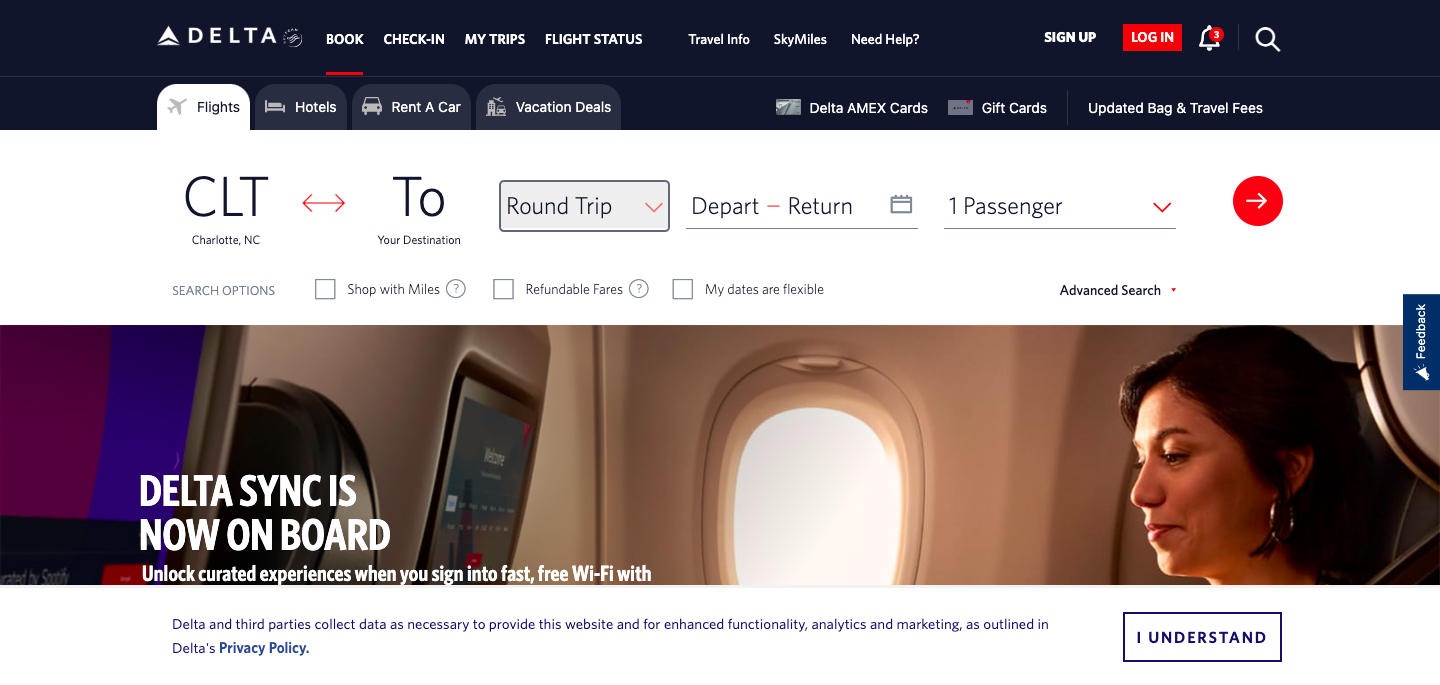 DELTA
BOOK
CHECK-IN
MY TRIPS
FLIGHT STATUS
Travel Info
SkyMiles
Need Help?
SIGN UP
LOG IN
3
Flights
Hotels
Rent A Car
Vacation Deals
Delta AMEX Cards
Gift Cards
Updated Bag & Travel Fees
CLT
Charlotte, NC
To
Your Destination
Round Trip
Depart – Return
1 Passenger
SEARCH OPTIONS
Shop with Miles ?
Refundable Fares ?
My dates are flexible
Advanced Search
Feedback
Welcome
DELTA SYNC IS
NOW ON BOARD
Unlock curated experiences when you sign into fast, free Wi-Fi with
by Spotify
Delta and third parties collect data as necessary to provide this website and for enhanced functionality, analytics and marketing, as outlined in
Delta's Privacy Policy.
I UNDERSTAND